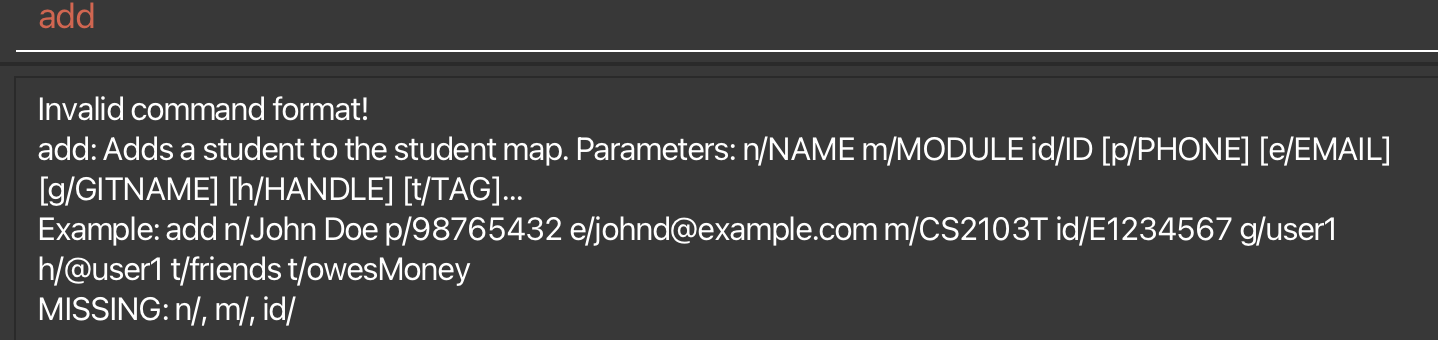 add
Invalid command format!
add: Adds a student to the student map. Parameters: n/NAME m/MODULE id/ID [p/PHONE] [e/EMAIL]
[g/GITNAME] [h/HANDLE] [t/TAG]...
Example: add n/John Doe p/98765432 e/johnd@example.com m/CS2103T id/E1234567 g/user1
h/@user1 t/friends t/owesMoney
MISSING: n/, m/, id/